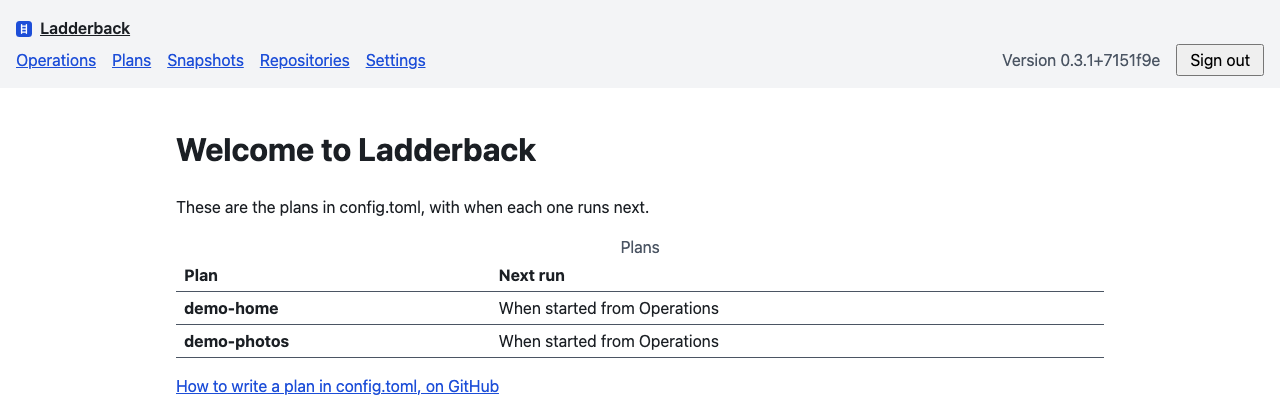 Ladderback
Operations Plans Snapshots Repositories Settings Version 0.3.1+7151f9e Sign out
Welcome to Ladderback
These are the plans in config.toml, with when each one runs next.
Plans
Plan Next run
demo-home When started from Operations
demo-photos When started from Operations
How to write a plan in config.toml, on GitHub